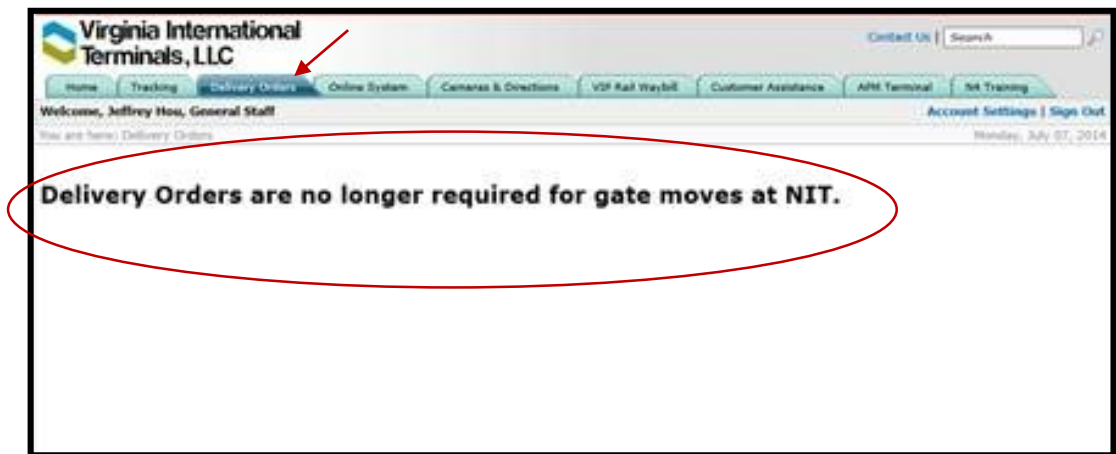 Virginia International
Terminals, LLC
Contact Us | Search
Home Tracking Delivery Orders Online System Cameras & Directions VIP Rail Waybill Customer Assistance APM Terminal N4 Training
Welcome, Jeffrey Hou, General Staff
Account Settings | Sign Out
You are here: Delivery Orders
Monday, July 07, 2014
Delivery Orders are no longer required for gate moves at NIT.